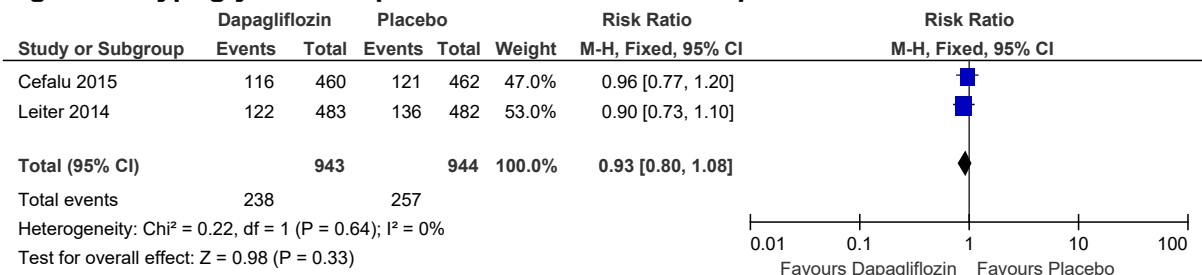 Dapagliflozin Placebo Risk Ratio Risk Ratio
Study or Subgroup Events Total Events Total Weight M-H, Fixed, 95% CI M-H, Fixed, 95% CI
Cefalu 2015 116 460 121 462 47.0% 0.96 [0.77, 1.20]
Leiter 2014 122 483 136 482 53.0% 0.90 [0.73, 1.10]
Total (95% CI) 943 944 100.0% 0.93 [0.80, 1.08]
Total events 238 257
Heterogeneity: Chi² = 0.22, df = 1 (P = 0.64); I² = 0%
Test for overall effect: Z = 0.98 (P = 0.33)
0.01 0.1 1 10 100
Favours Dapagliflozin Favours Placebo